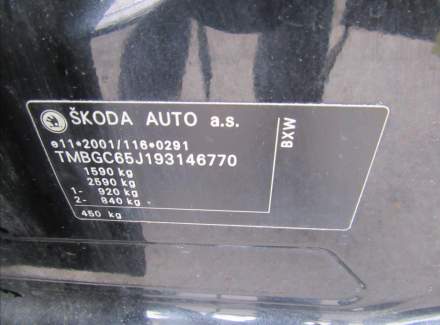 ŠKODA AUTO a.s.
e11*2001/116*0291
TMBGC65J193146770
1590 kg
2590 kg
1- 920 kg
2- 840 kg
450 kg
BXW